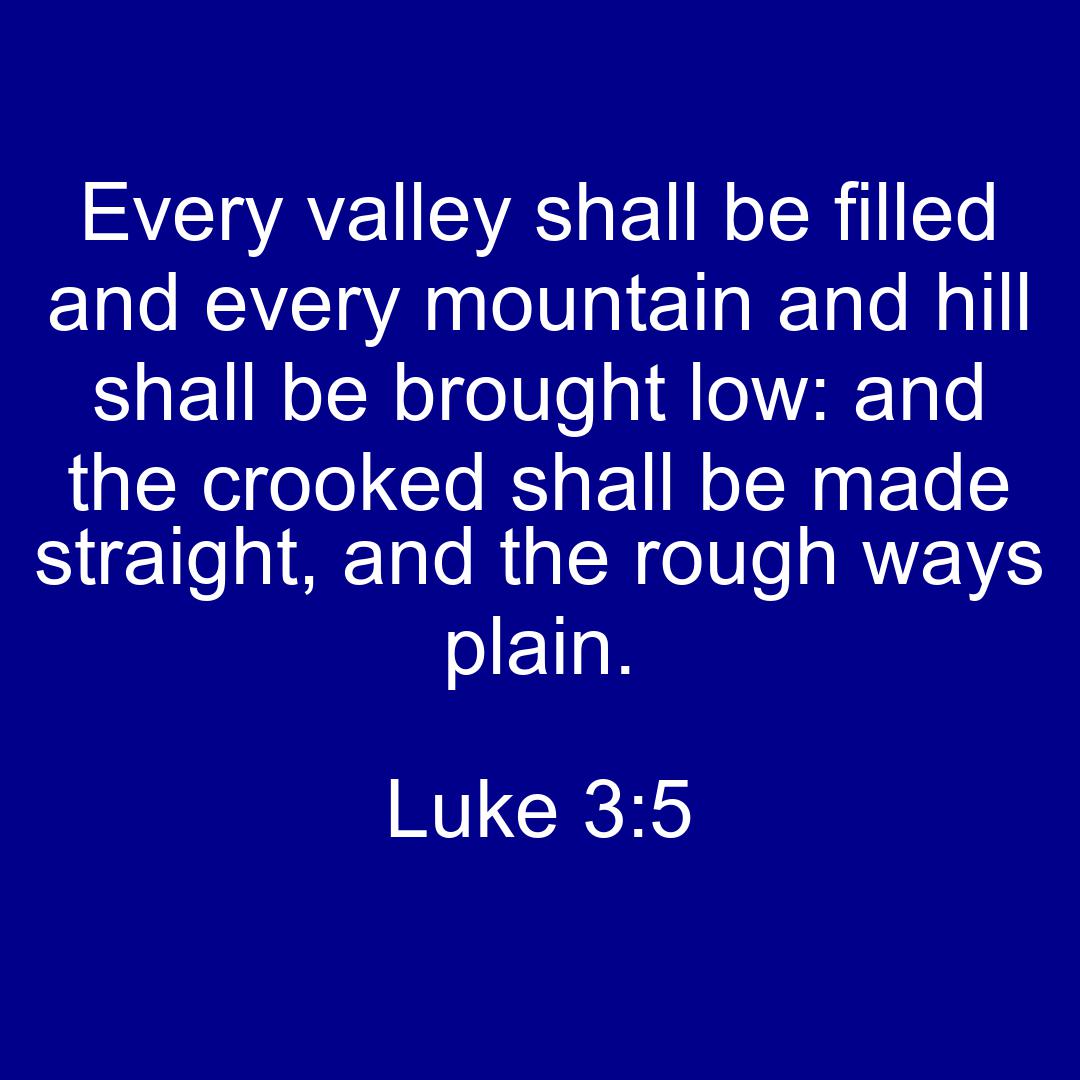 Every valley shall be filled
and every mountain and hill
shall be brought low: and
the crooked shall be made
straight, and the rough ways
plain.
Luke 3:5